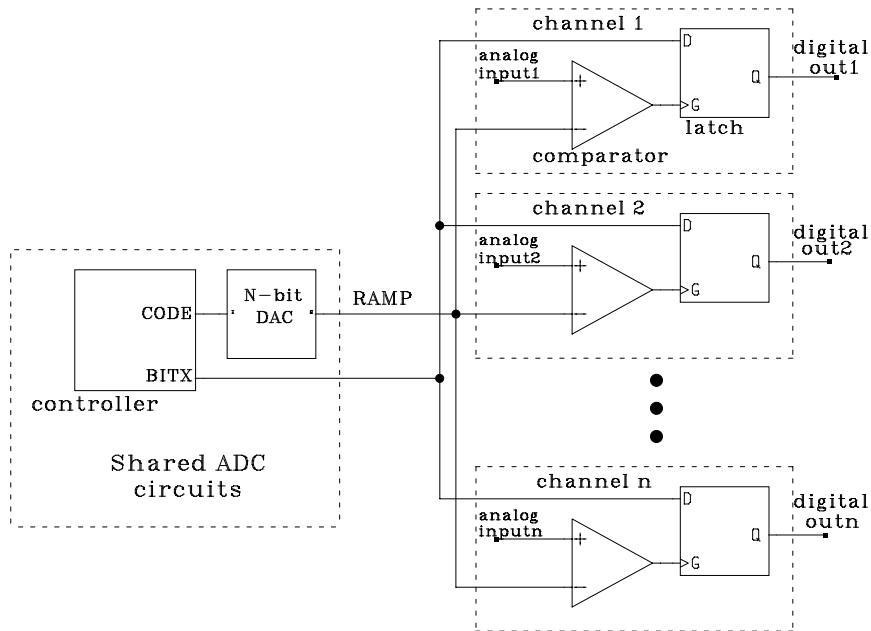 channel 1
analog
input1
D
Q
G
digital
out1
latch
comparator
channel 2
analog
input2
D
Q
G
digital
out2
CODE
N-bit
DAC
RAMP
BITX
controller
Shared ADC
circuits
channel n
analog
inputn
D
Q
G
digital
outn